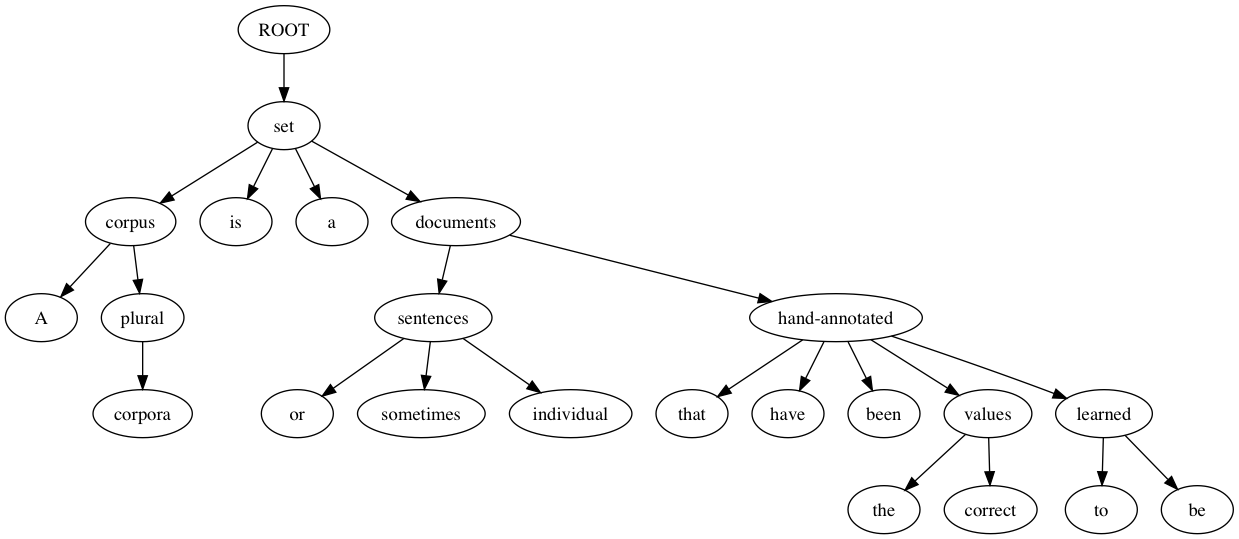 ROOT
set
corpus is a documents
A plural sentences hand-annotated
corpora or sometimes individual that have been values learned
the correct to be